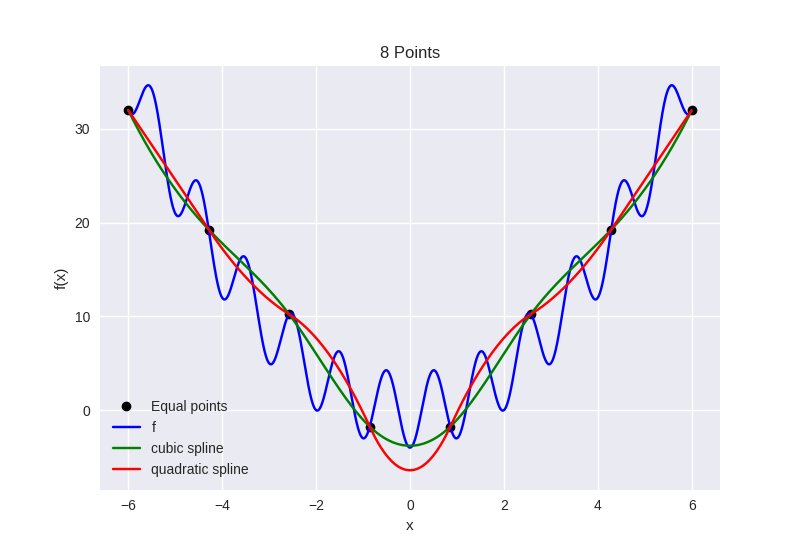 8 Points
f(x)
30
20
10
0
Equal points
f
cubic spline
quadratic spline
−6
−4
−2
0
2
4
6
x